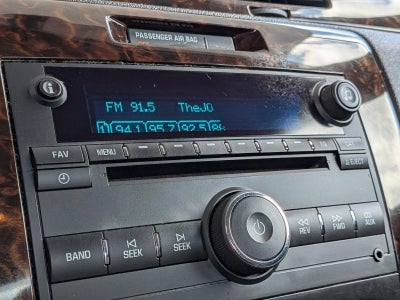 PASSENGER AIR BAG
FM 91.5 TheJO
94.1 95.7 92.5
FAV
MENU
EJECT
BAND
SEEK
SEEK
REV
FWD
AUX